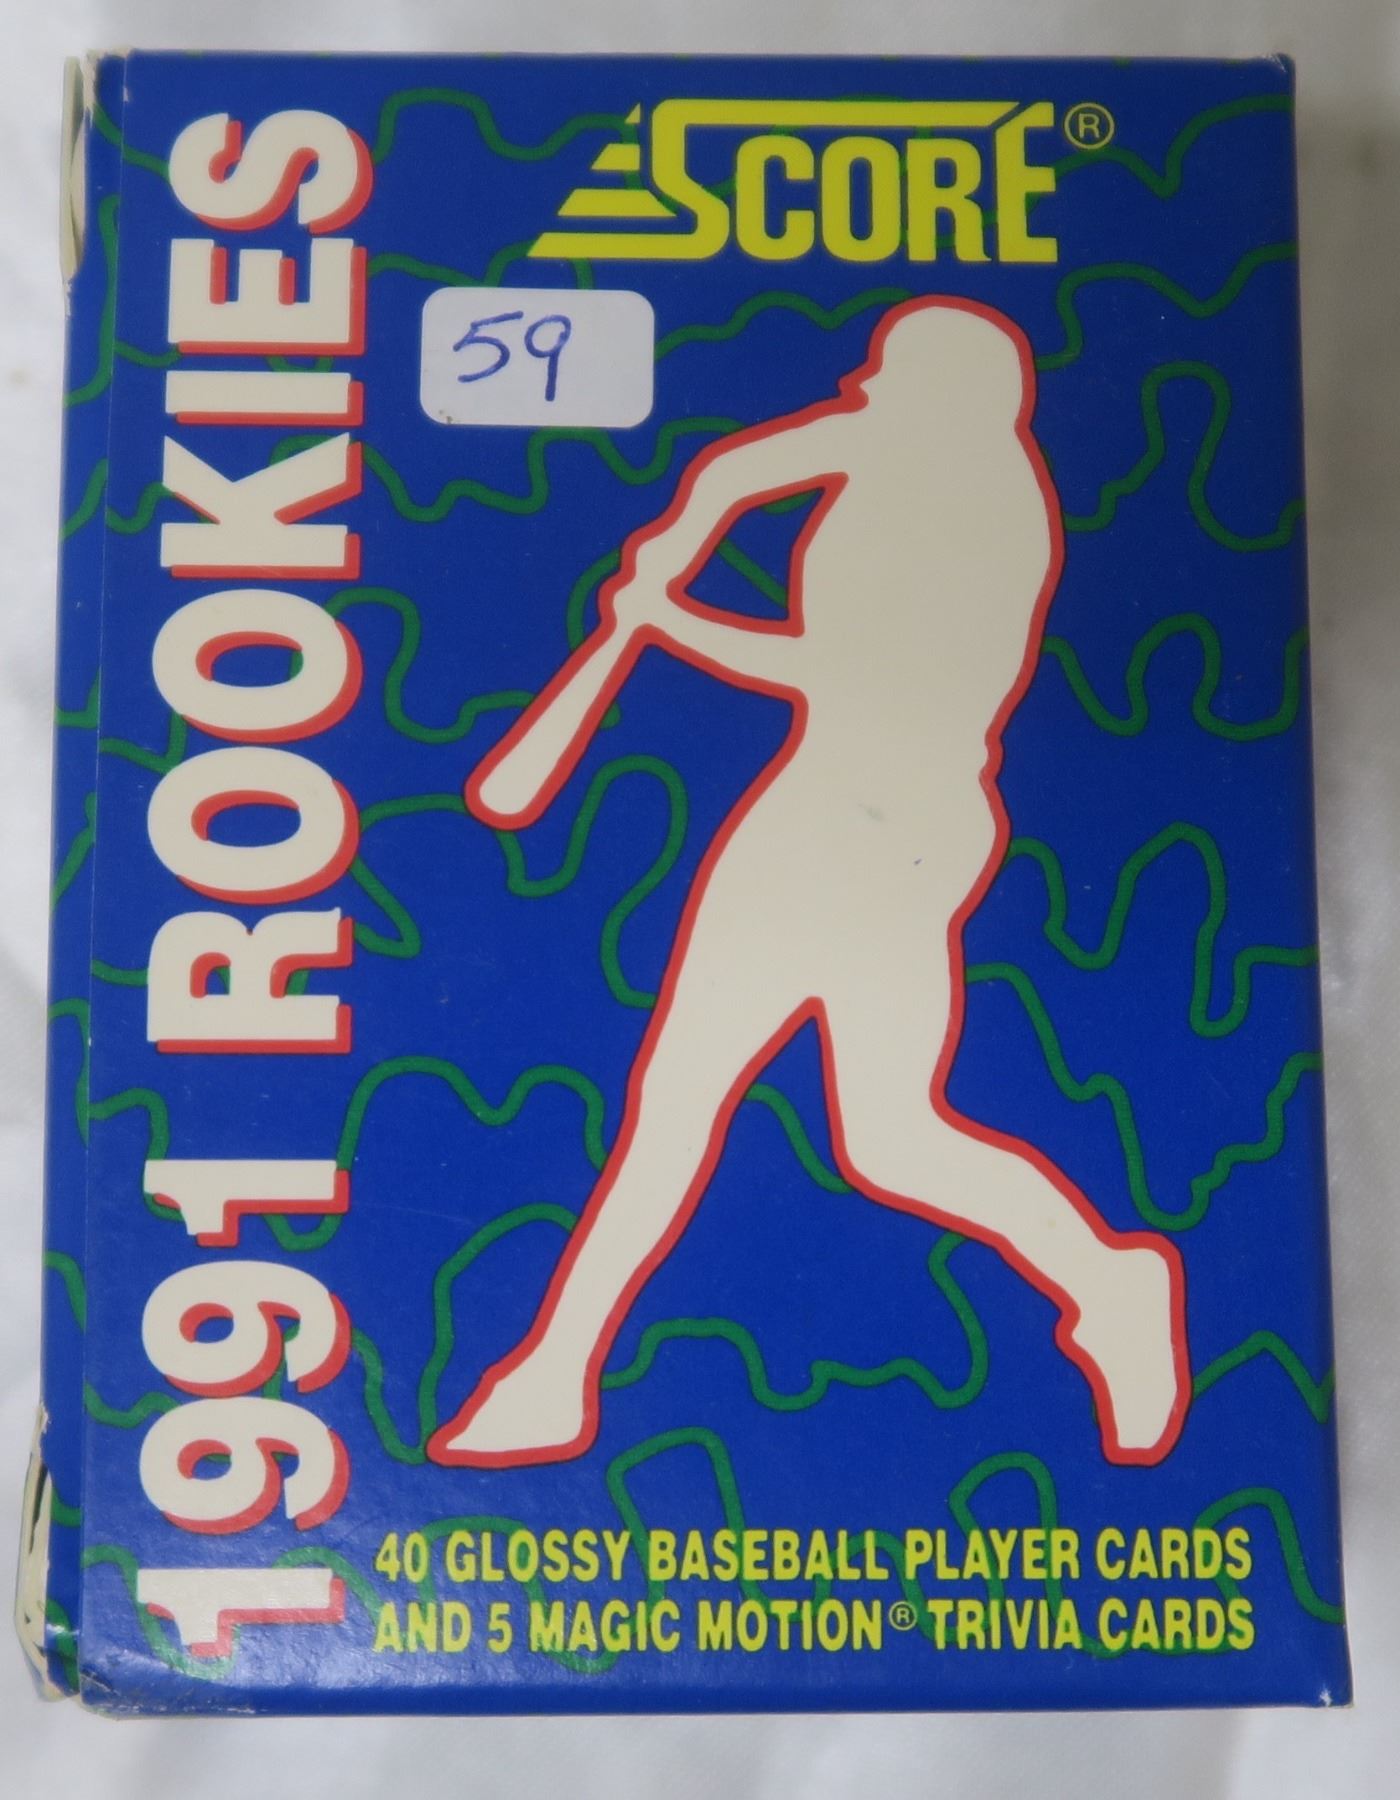 SCORE®
59
1991 ROOKIES
40 GLOSSY BASEBALL PLAYER CARDS
AND 5 MAGIC MOTION® TRIVIA CARDS